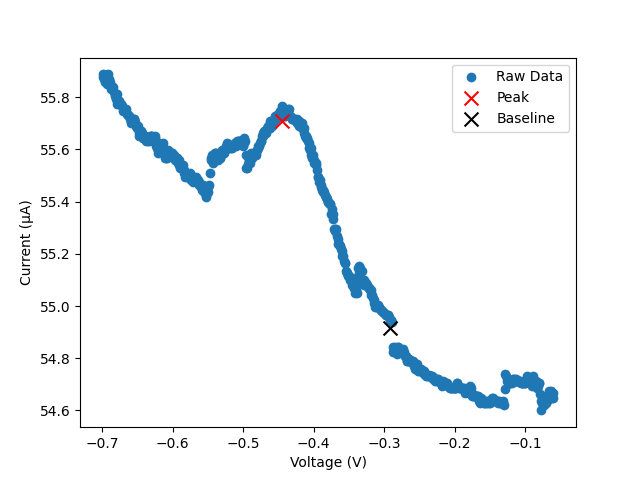 Raw Data
Peak
Baseline
55.8
55.6
55.4
55.2
55.0
54.8
54.6
Current (μA)
−0.7
−0.6
−0.5
−0.4
−0.3
−0.2
−0.1
Voltage (V)